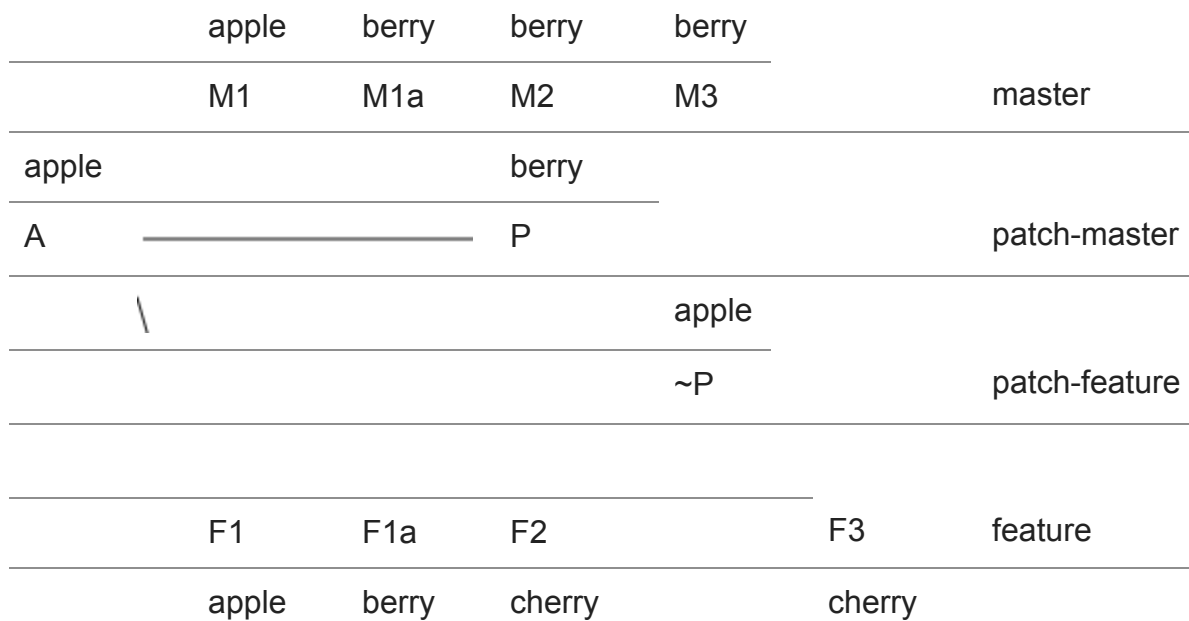 apple berry berry berry
M1 M1a M2 M3 master
apple berry
A P patch-master
apple
~P patch-feature
F1 F1a F2 F3 feature
apple berry cherry cherry